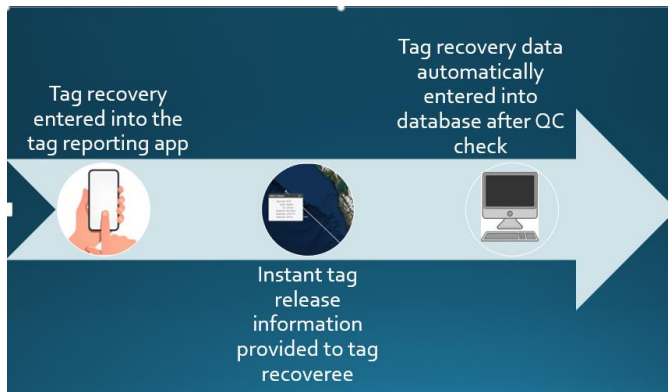 Tag recovery
entered into the
tag reporting app
Instant tag
release
information
provided to tag
recoveree
Tag recovery data
automatically
entered into
database after QC
check